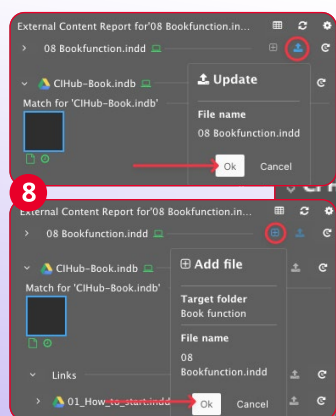 External Content Report for'08 Bookfunction.in...
08 Bookfunction.indd
CIHub-Book.indb
Match for 'CIHub-Book.indb'
Update
File name
08 Bookfunction.indd
Ok Cancel
8
External Content Report for'08 Bookfunction.in...
08 Bookfunction.indd
CIHub-Book.indb
Match for 'CIHub-Book.indb'
Add file
Target folder
Book function
File name
08
Bookfunction.indd
Links
01_How_to_start.indd
Ok Cancel